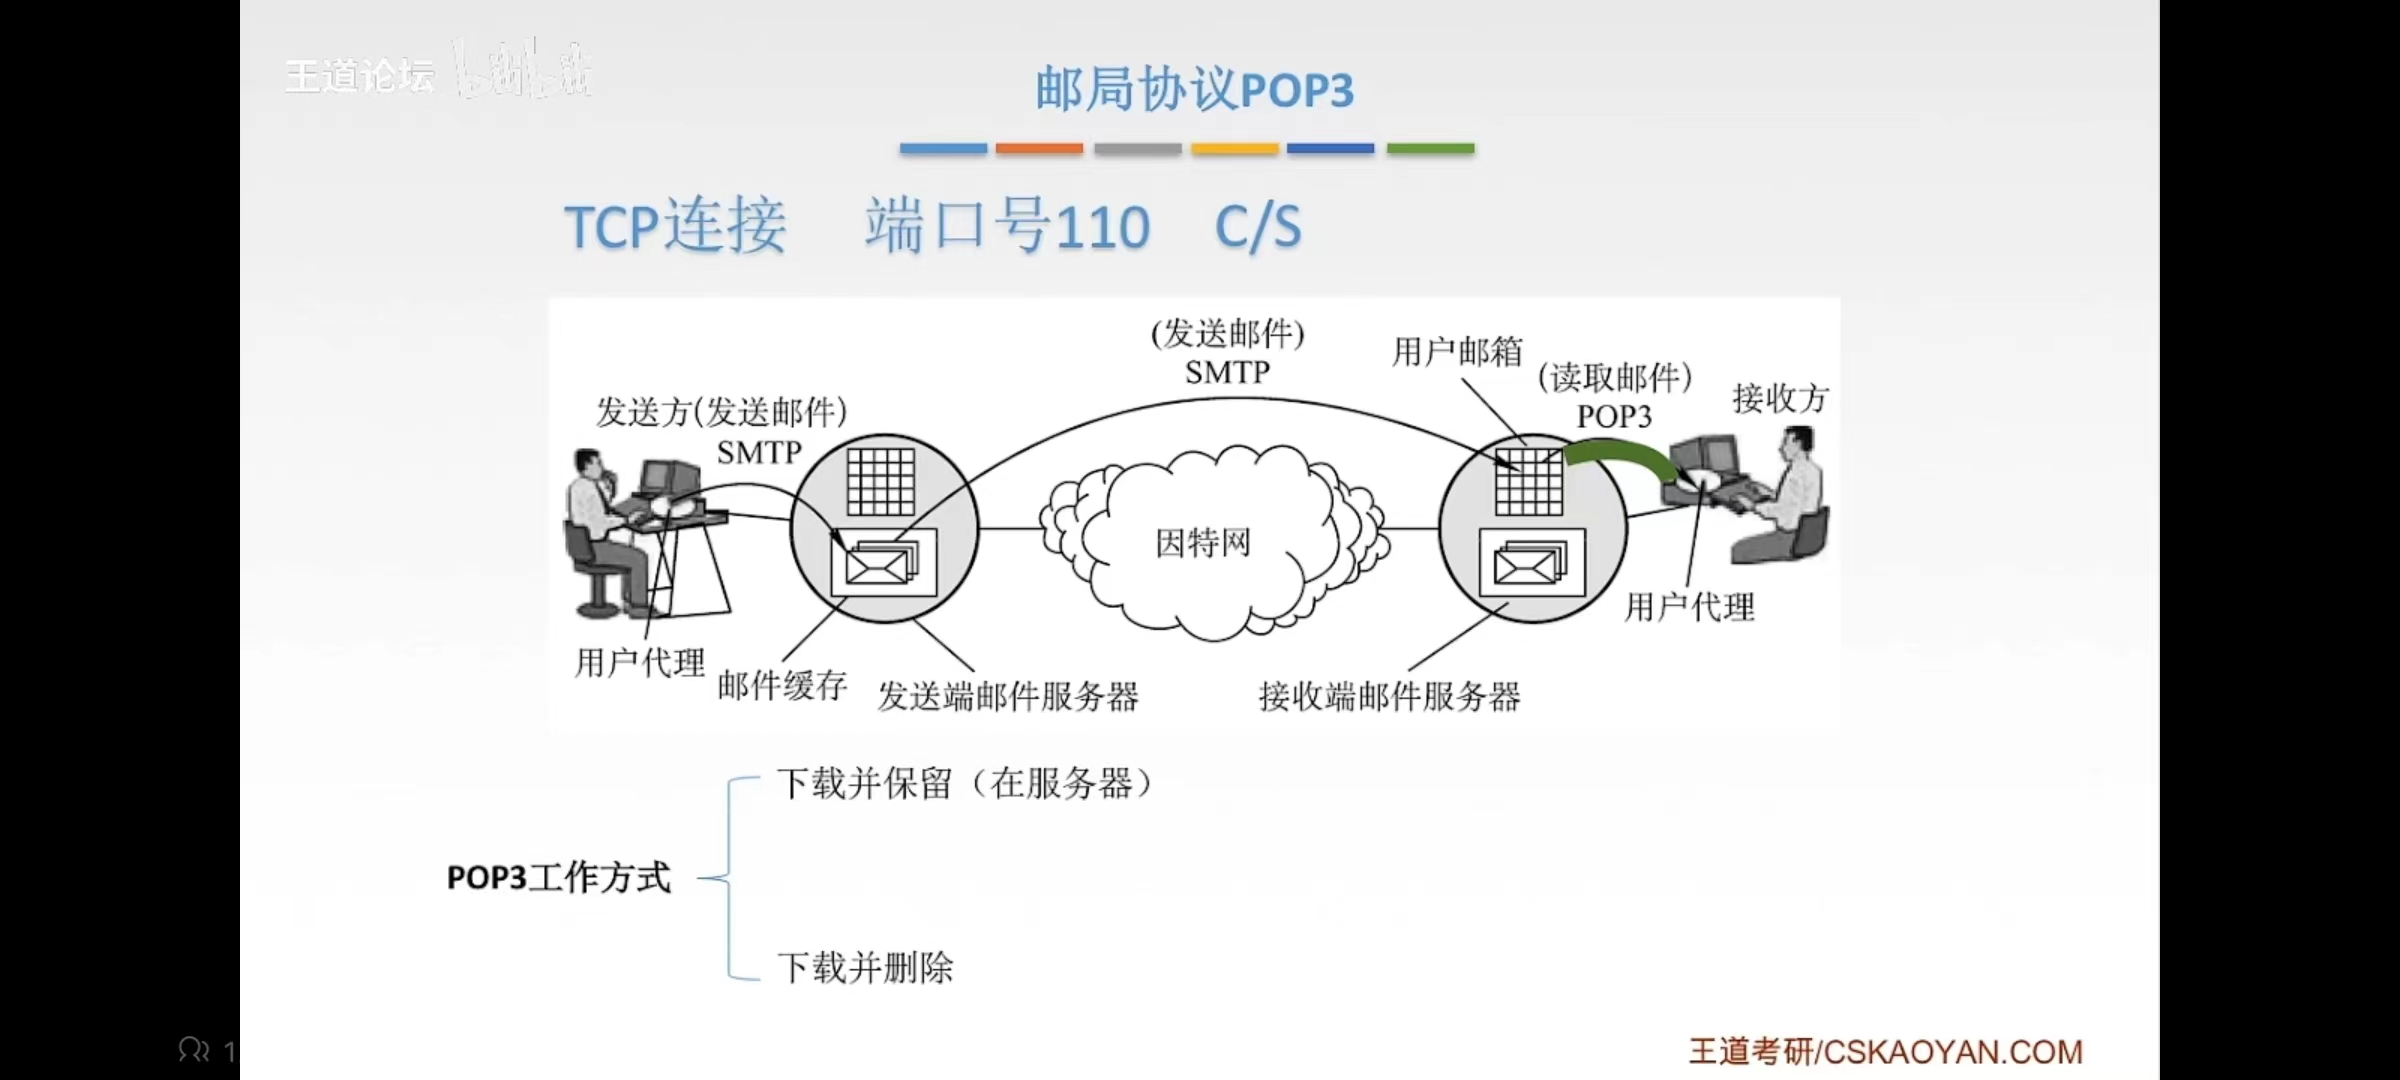 王道论坛 bilibili
邮局协议POP3
TCP连接 端口号110 C/S
(发送邮件)
SMTP
用户邮箱
(读取邮件)
POP3
接收方
发送方(发送邮件)
SMTP
因特网
用户代理
用户代理
邮件缓存
发送端邮件服务器
接收端邮件服务器
下载并保留（在服务器）
POP3工作方式
下载并删除
1
王道考研/CSKAOYAN.COM